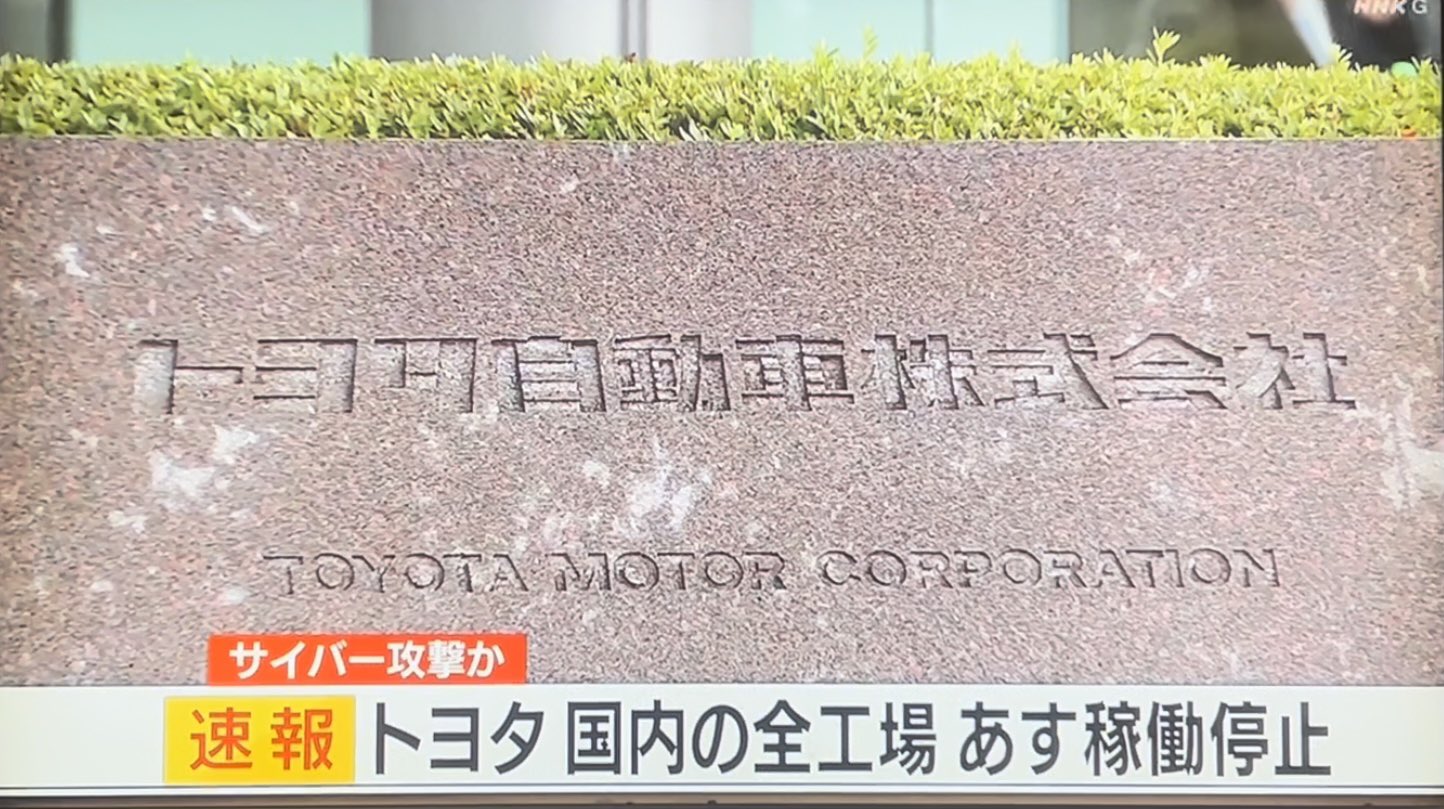 NHK G
トヨタ自動車株式会社
TOYOTA MOTOR CORPORATION
サイバー攻撃か
速報 トヨタ 国内の全工場 あす稼働停止